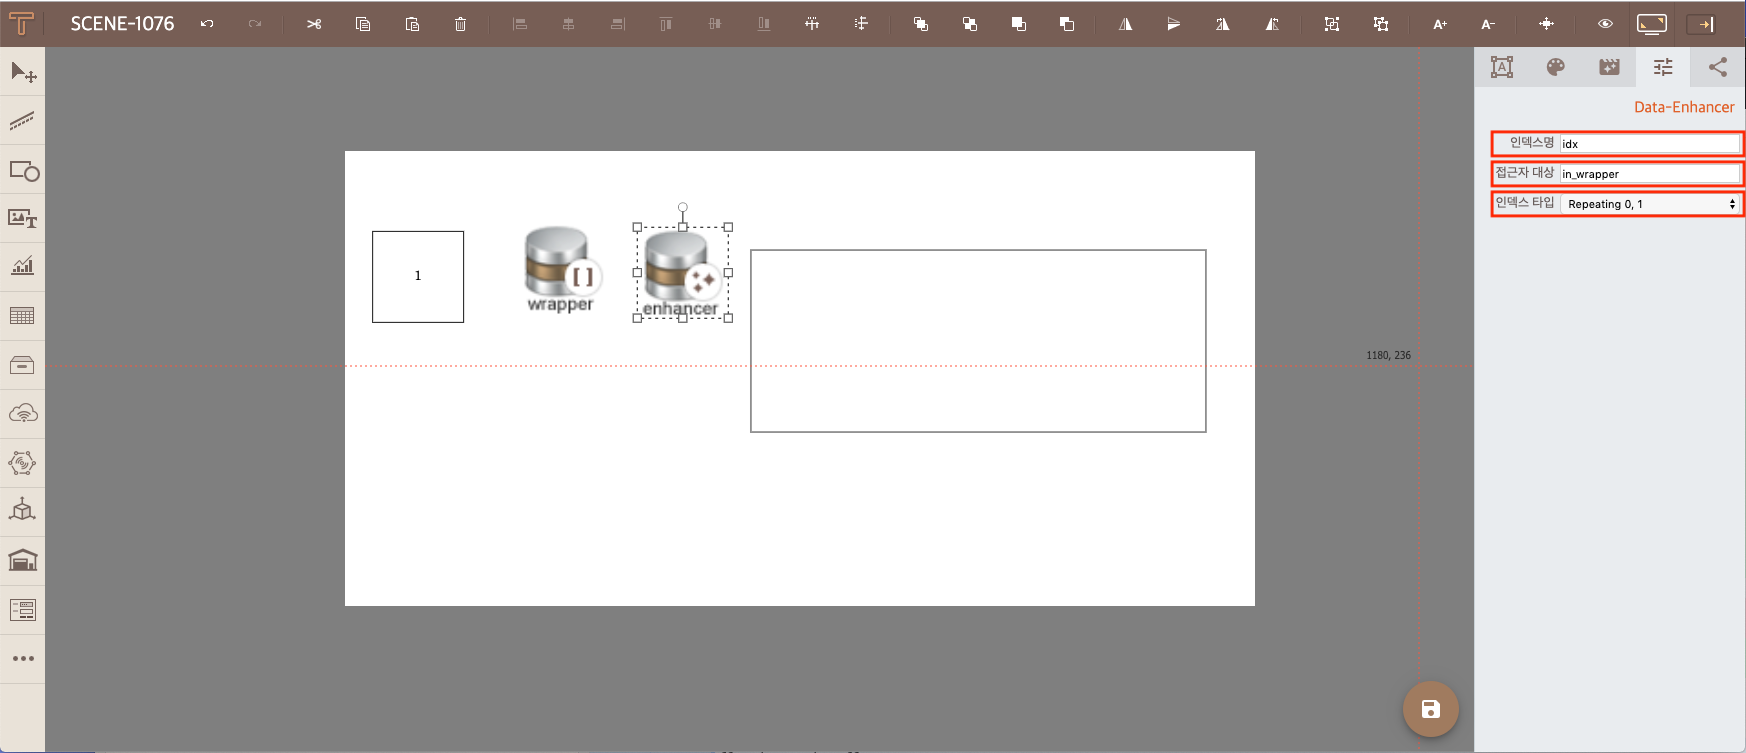 SCENE-1076
A+
A-
Data-Enhancer
인덱스명 idx
접근자 대상 in_wrapper
인덱스 타입 Repeating 0, 1
1
[ ]
wrapper
enhancer
1180, 236